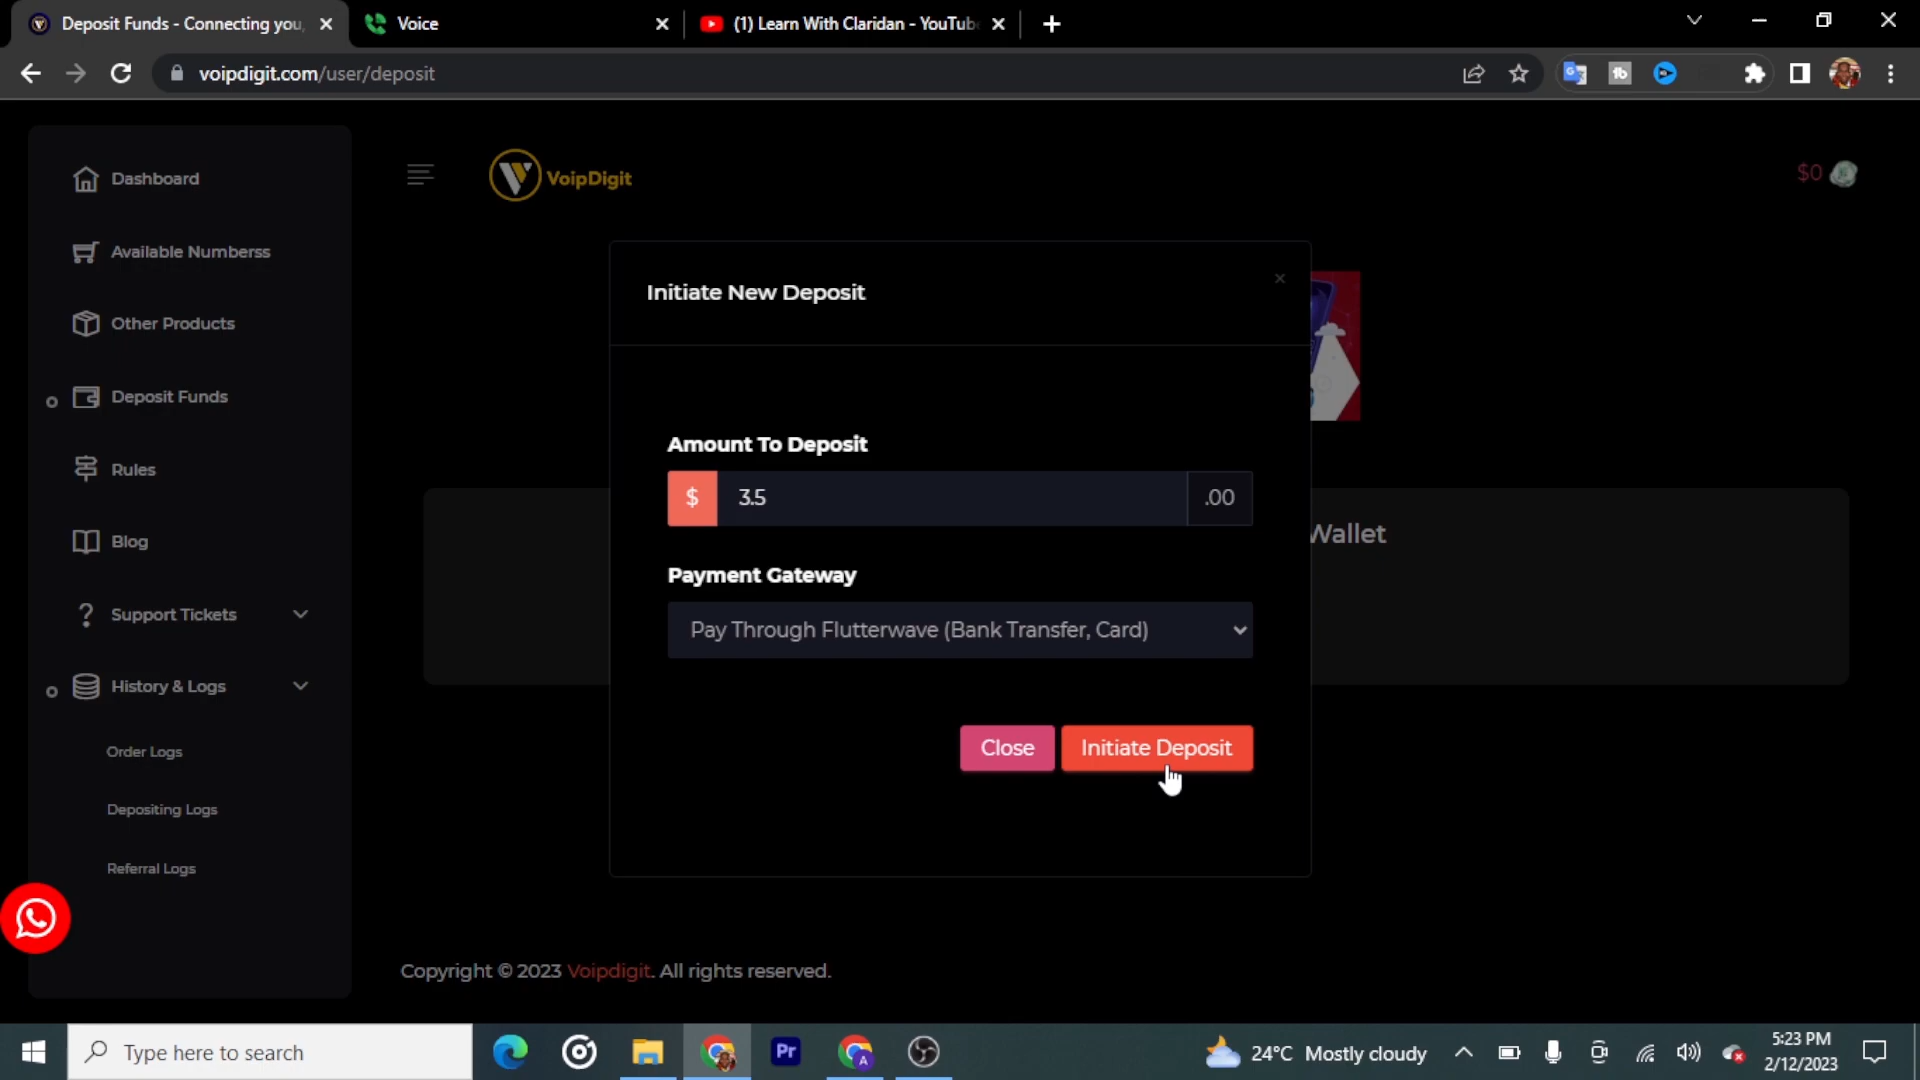 Deposit Funds - Connecting you,
Voice
(1) Learn With Claridan - YouTub
voipdigit.com/user/deposit
Dashboard
Available Numberss
Other Products
Deposit Funds
Rules
Blog
Support Tickets
History & Logs
Order Logs
Depositing Logs
Referral Logs
VoipDigit
$0
Initiate New Deposit
×
Amount To Deposit
$ 3.5 .00
Payment Gateway
Pay Through Flutterwave (Bank Transfer, Card)
Close Initiate Deposit
Wallet
Copyright © 2023 Voipdigit. All rights reserved.
Type here to search
Pr
A
24°C Mostly cloudy
5:23 PM
2/12/2023